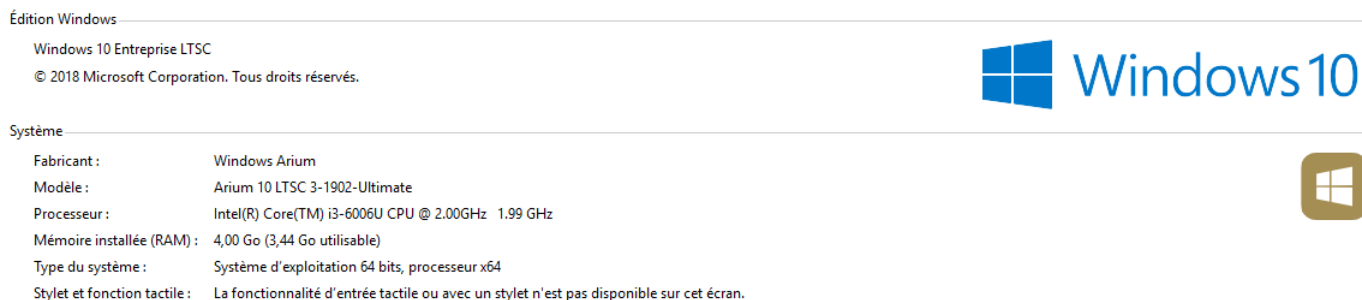 Édition Windows
Windows 10 Entreprise LTSC
© 2018 Microsoft Corporation. Tous droits réservés.
Windows 10
Système
Fabricant : Windows Arium
Modèle : Arium 10 LTSC 3-1902-Ultimate
Processeur : Intel(R) Core(TM) i3-6006U CPU @ 2.00GHz 1.99 GHz
Mémoire installée (RAM) : 4,00 Go (3,44 Go utilisable)
Type du système : Système d'exploitation 64 bits, processeur x64
Stylet et fonction tactile : La fonctionnalité d'entrée tactile ou avec un stylet n'est pas disponible sur cet écran.